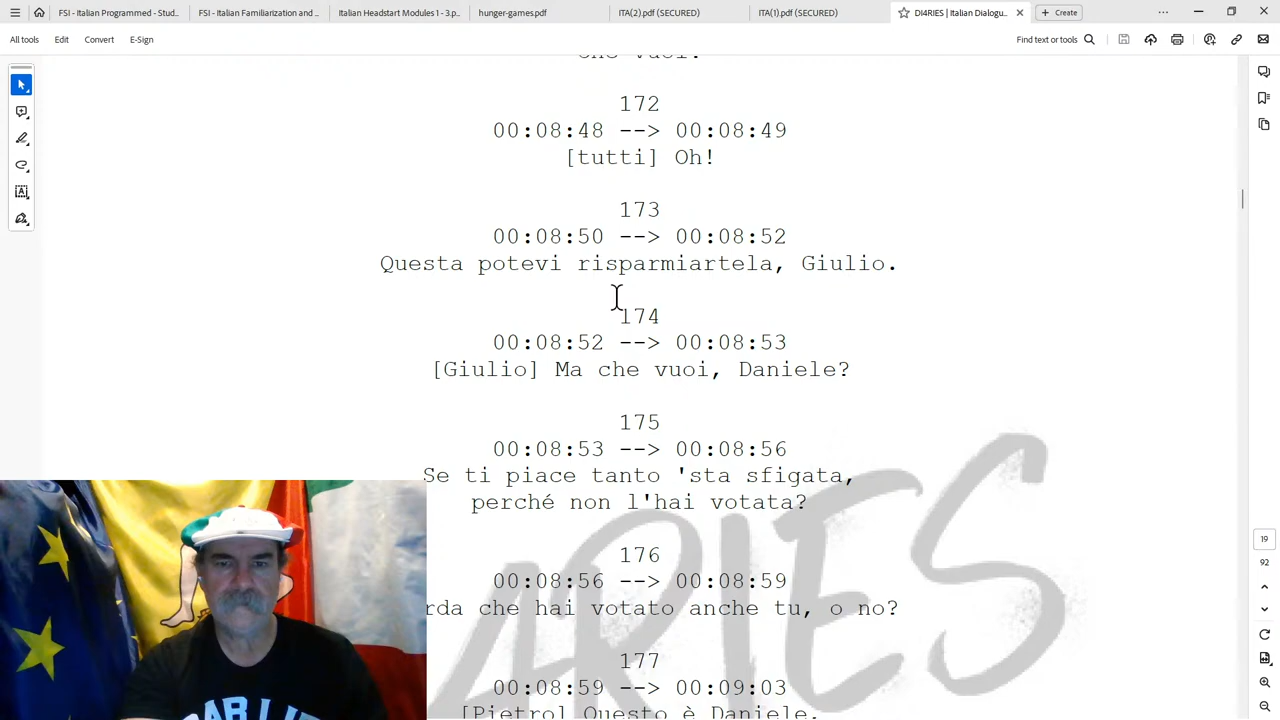 FSI - Italian Programmed - Stud...
FSI - Italian Familiarization and ...
Italian Headstart Modules 1 - 3.p...
hunger-games.pdf
ITA(2).pdf (SECURED)
ITA(1).pdf (SECURED)
DI4RIES | Italian Dialogu...
Create
All tools
Edit
Convert
E-Sign
Find text or tools
Che vuoi?
172
00:08:48 --> 00:08:49
[tutti] Oh!
173
00:08:50 --> 00:08:52
Questa potevi risparmiartela, Giulio.
174
00:08:52 --> 00:08:53
[Giulio] Ma che vuoi, Daniele?
175
00:08:53 --> 00:08:56
Se ti piace tanto 'sta sfigata,
perché non l'hai votata?
176
00:08:56 --> 00:08:59
rda che hai votato anche tu, o no?
177
00:08:59 --> 00:09:03
[Pietro] Questo è Daniele.
4RIES
19
92